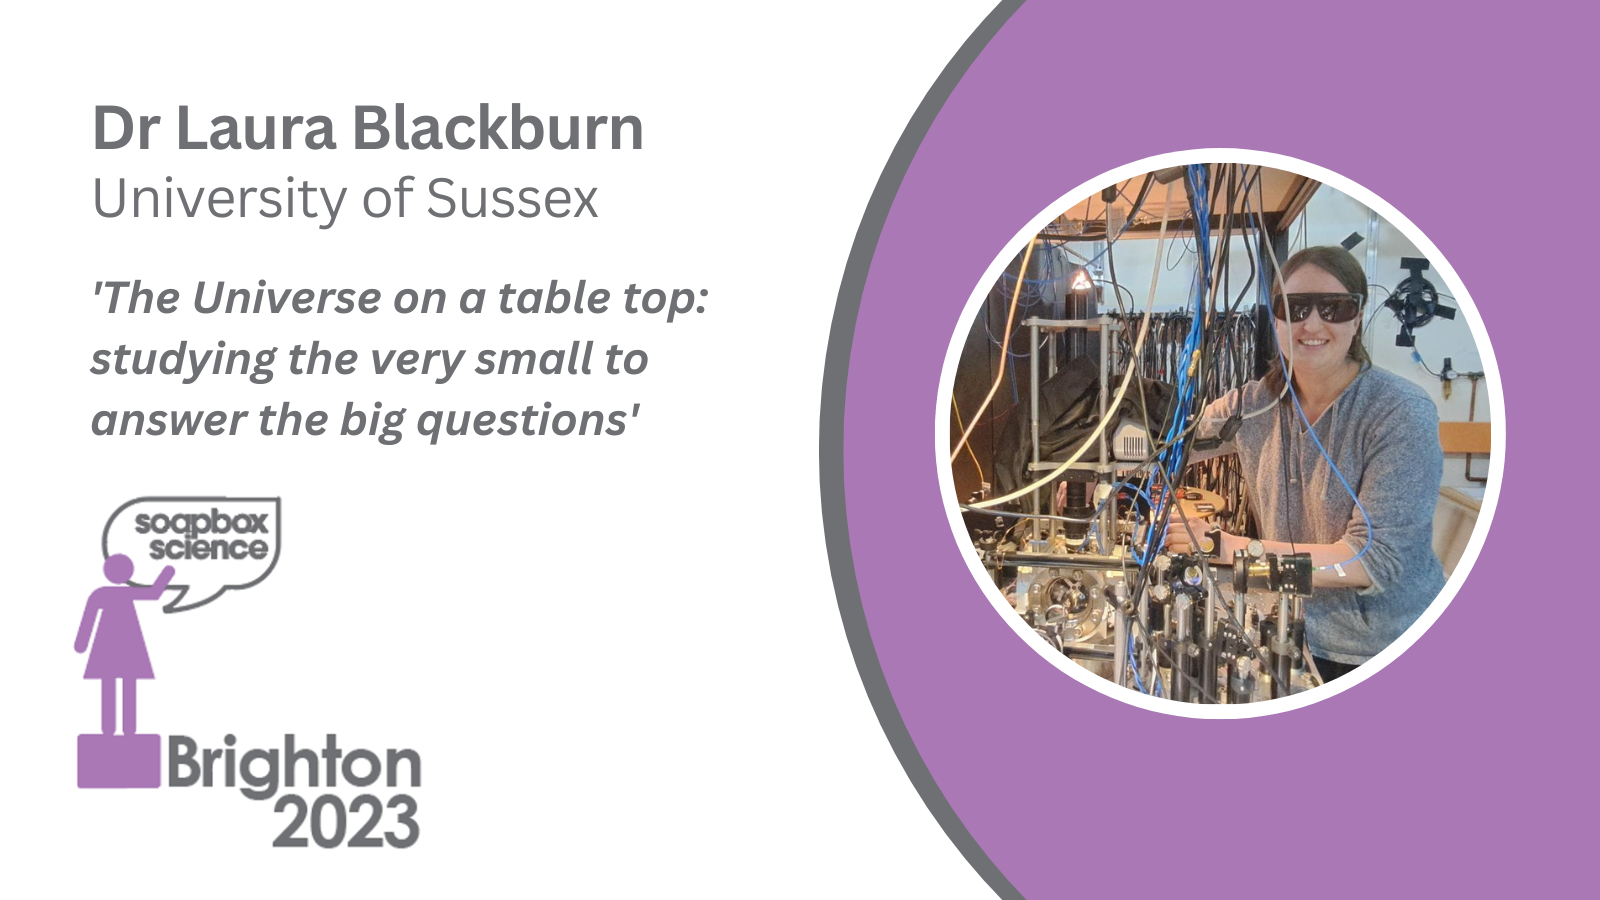 Dr Laura Blackburn
University of Sussex
'The Universe on a table top:
studying the very small to
answer the big questions'
soapbox
science
Brighton
2023